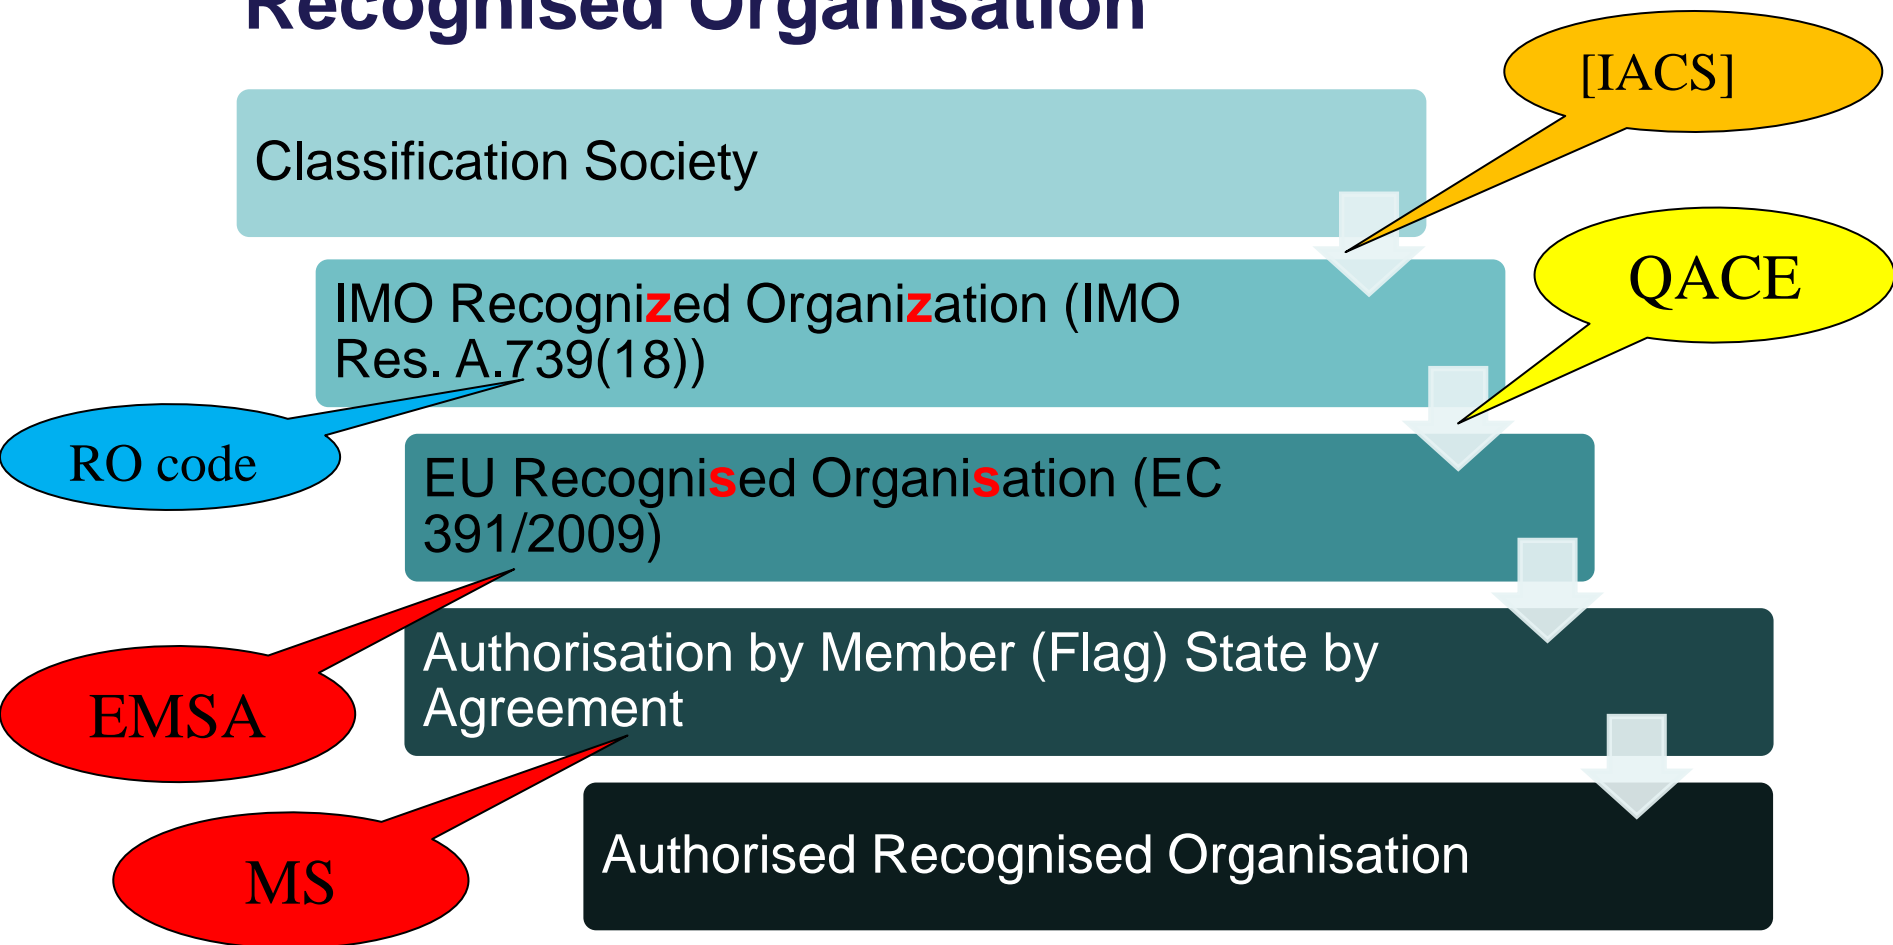 Recognised Organisation
[IACS]
Classification Society
QACE
IMO Recognized Organization (IMO
Res. A.739(18))
RO code
EU Recognised Organisation (EC
391/2009)
EMSA
Authorisation by Member (Flag) State by
Agreement
MS
Authorised Recognised Organisation